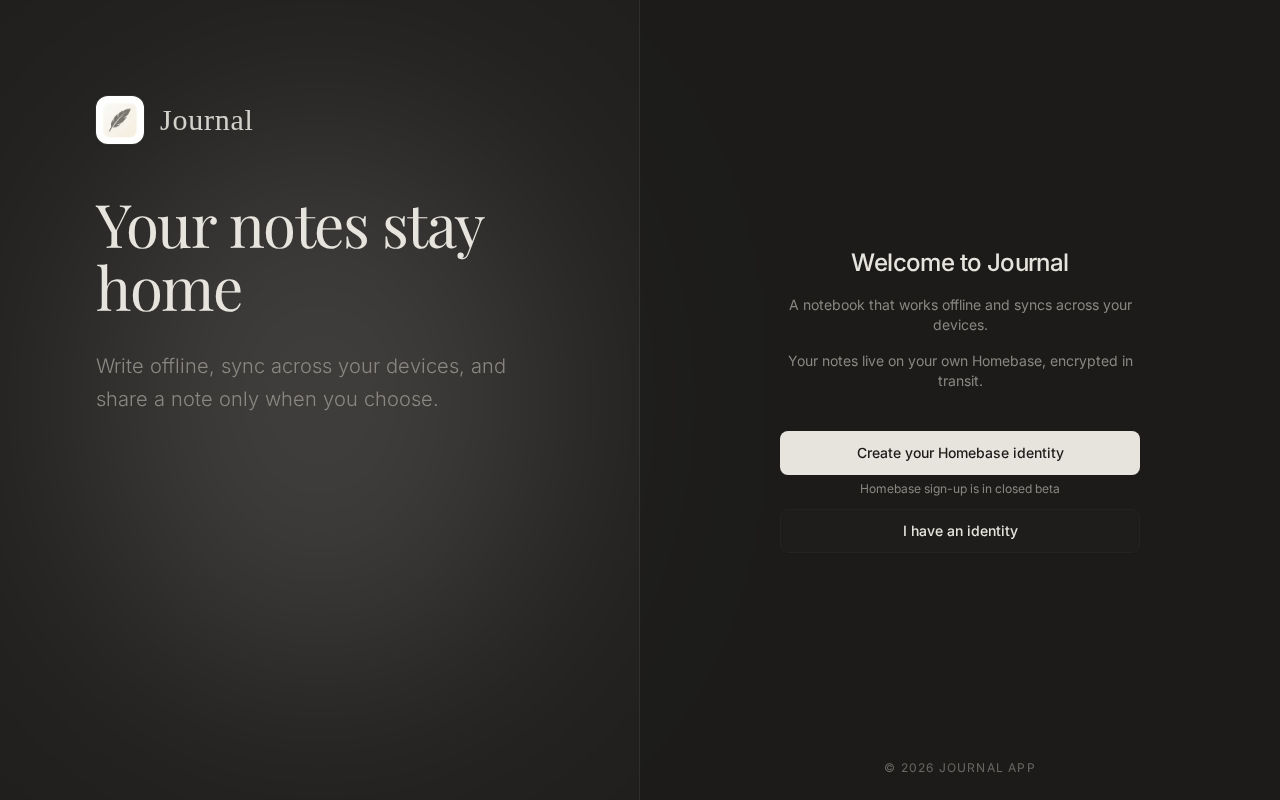 Journal
Your notes stay
home
Write offline, sync across your devices, and
share a note only when you choose.
Welcome to Journal
A notebook that works offline and syncs across your
devices.
Your notes live on your own Homebase, encrypted in
transit.
Create your Homebase identity
Homebase sign-up is in closed beta
I have an identity
© 2026 JOURNAL APP